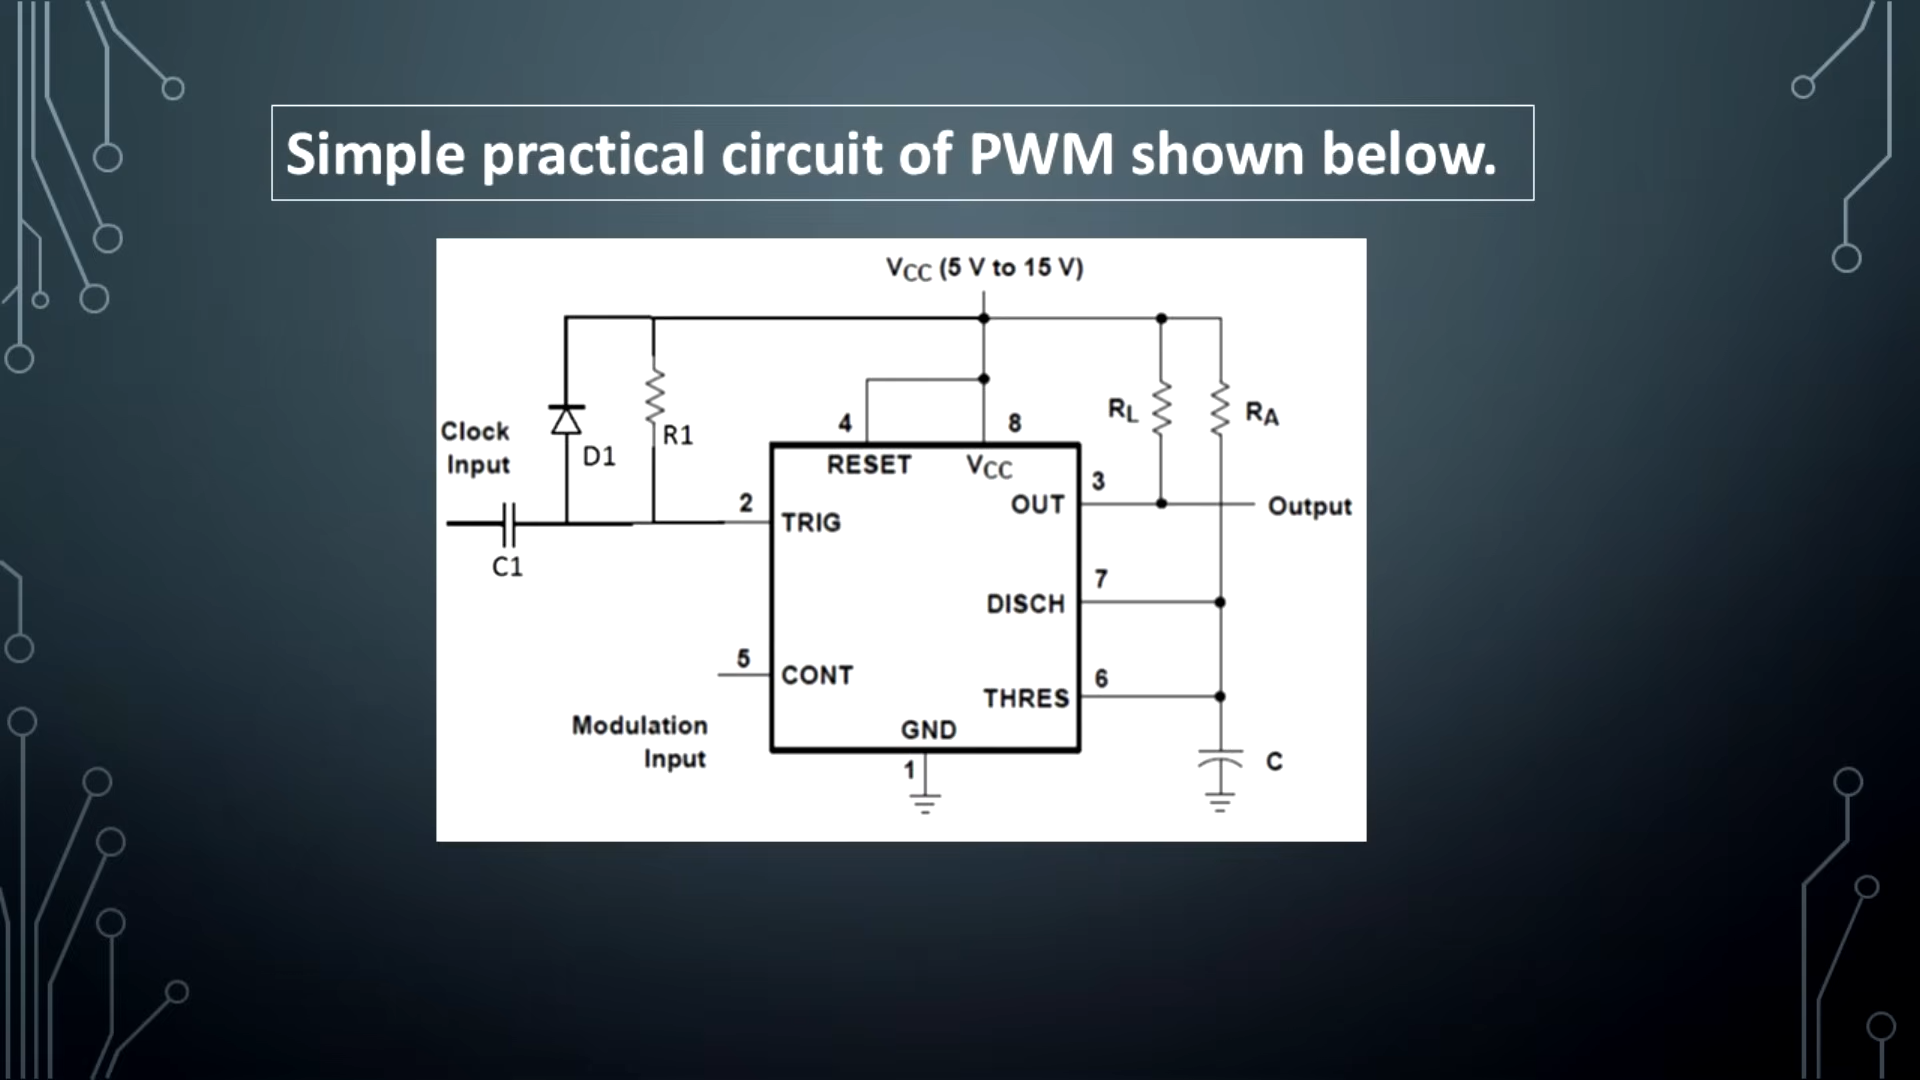 Simple practical circuit of PWM shown below.
VCC (5 V to 15 V)
Clock
Input
D1
R1
4
8
RL
RA
RESET
VCC
3
OUT
Output
2
TRIG
C1
7
DISCH
5
CONT
6
THRES
Modulation
Input
GND
1
C